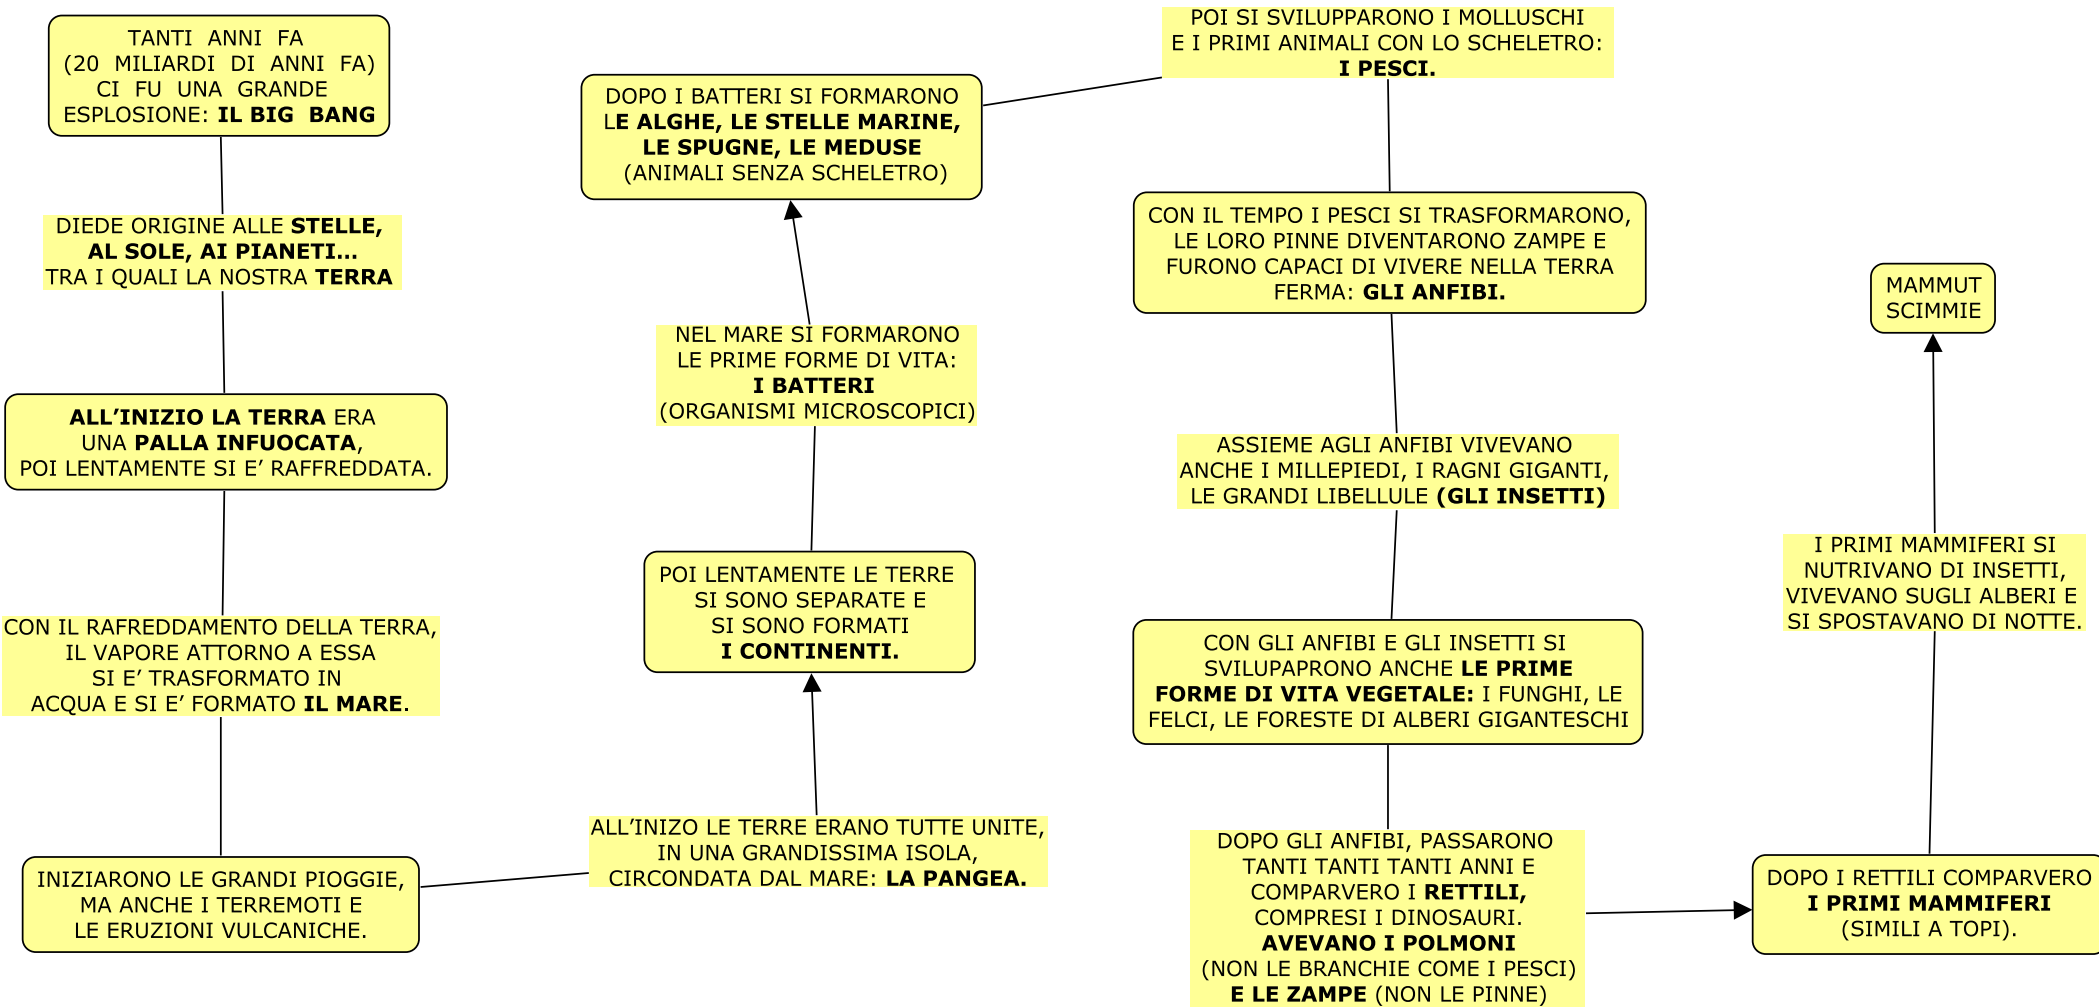 TANTI ANNI FA
(20 MILIARDI DI ANNI FA)
CI FU UNA GRANDE
ESPLOSIONE: IL BIG BANG
DIEDE ORIGINE ALLE STELLE,
AL SOLE, AI PIANETI...
TRA I QUALI LA NOSTRA TERRA
ALL'INIZIO LA TERRA ERA
UNA PALLA INFUOCATA,
POI LENTAMENTE SI E' RAFFREDDATA.
CON IL RAFREDDAMENTO DELLA TERRA,
IL VAPORE ATTORNO A ESSA
SI E' TRASFORMATO IN
ACQUA E SI E' FORMATO IL MARE.
INIZIARONO LE GRANDI PIOGGIE,
MA ANCHE I TERREMOTI E
LE ERUZIONI VULCANICHE.
ALL'INIZO LE TERRE ERANO TUTTE UNITE,
IN UNA GRANDISSIMA ISOLA,
CIRCONDATA DAL MARE: LA PANGEA.
POI LENTAMENTE LE TERRE
SI SONO SEPARATE E
SI SONO FORMATI
I CONTINENTI.
NEL MARE SI FORMARONO
LE PRIME FORME DI VITA:
I BATTERI
(ORGANISMI MICROSCOPICI)
DOPO I BATTERI SI FORMARONO
LE ALGHE, LE STELLE MARINE,
LE SPUGNE, LE MEDUSE
(ANIMALI SENZA SCHELETRO)
POI SI SVILUPPARONO I MOLLUSCHI
E I PRIMI ANIMALI CON LO SCHELETRO:
I PESCI.
CON IL TEMPO I PESCI SI TRASFORMARONO,
LE LORO PINNE DIVENTARONO ZAMPE E
FURONO CAPACI DI VIVERE NELLA TERRA
FERMA: GLI ANFIBI.
ASSIEME AGLI ANFIBI VIVEVANO
ANCHE I MILLEPIEDI, I RAGNI GIGANTI,
LE GRANDI LIBELLULE (GLI INSETTI)
CON GLI ANFIBI E GLI INSETTI SI
SVILUPAPRONO ANCHE LE PRIME
FORME DI VITA VEGETALE: I FUNGHI, LE
FELCI, LE FORESTE DI ALBERI GIGANTESCHI
DOPO GLI ANFIBI, PASSARONO
TANTI TANTI TANTI ANNI E
COMPARVERO I RETTILI,
COMPRESI I DINOSAURI.
AVEVANO I POLMONI
(NON LE BRANCHIE COME I PESCI)
E LE ZAMPE (NON LE PINNE)
DOPO I RETTILI COMPARVERO
I PRIMI MAMMIFERI
(SIMILI A TOPI).
I PRIMI MAMMIFERI SI
NUTRIVANO DI INSETTI,
VIVEVANO SUGLI ALBERI E
SI SPOSTAVANO DI NOTTE.
MAMMUT
SCIMMIE